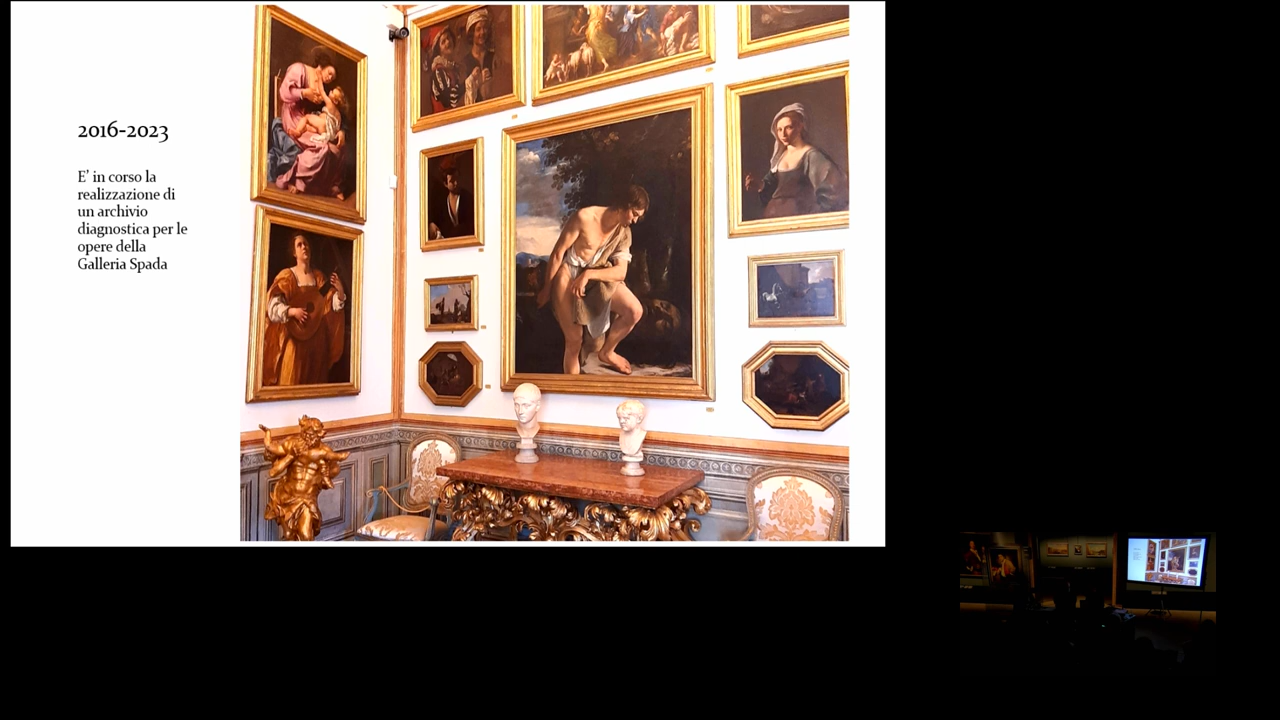 2016-2023
E' in corso la
realizzazione di
un archivio
diagnostica per le
opere della
Galleria Spada